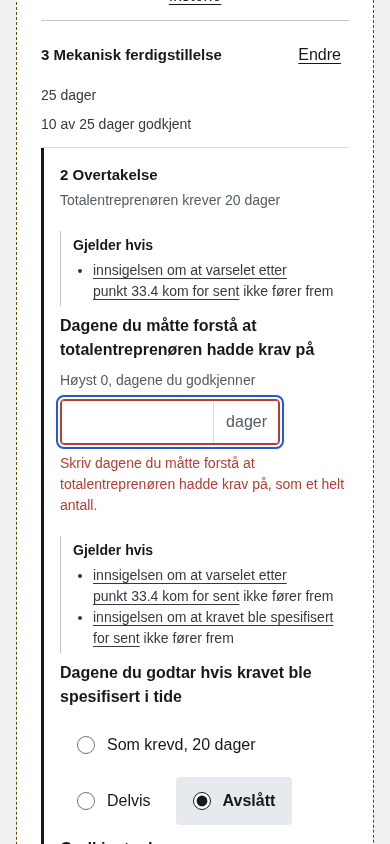 3 Mekanisk ferdigstillelse
Endre
25 dager
10 av 25 dager godkjent
2 Overtakelse
Totalentreprenøren krever 20 dager
Gjelder hvis
• innsigelsen om at varselet etter
punkt 33.4 kom for sent ikke fører frem
Dagene du måtte forstå at
totalentreprenøren hadde krav på
Høyst 0, dagene du godkjenner
dager
Skriv dagene du måtte forstå at
totalentreprenøren hadde krav på, som et helt
antall.
Gjelder hvis
• innsigelsen om at varselet etter
punkt 33.4 kom for sent ikke fører frem
• innsigelsen om at kravet ble spesifisert
for sent ikke fører frem
Dagene du godtar hvis kravet ble
spesifisert i tide
Som krevd, 20 dager
Delvis
Avslått